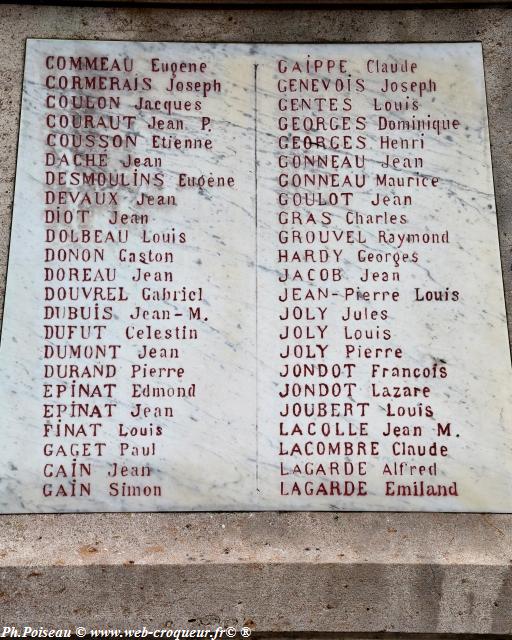 COMMEAU Eugène
CORMERAIS Joseph
COULON Jacques
COURAUT Jean P.
COUSSON Etienne
DACHÉ Jean
DESMOULINS Eugène
DEVAUX Jean
DIOT Jean
DOLBEAU Louis
DONON Gaston
DOREAU Jean
DOUVREL Gabriel
DUBUIS Jean-M.
DUFUT Celestin
DUMONT Jean
DURAND Pierre
EPINAT Edmond
EPINAT Jean
FINAT Louis
GAGET Paul
GAIN Jean
GAIN Simon
GAÏPPE Claude
GENEVOIS Joseph
GENTES Louis
GEORGES Dominique
GEORGES Henri
GONNEAU Jean
GONNEAU Maurice
GOULOT Jean
GRAS Charles
GROUVEL Raymond
HARDY Georges
JACOB Jean
JEAN-Pierre Louis
JOLY Jules
JOLY Louis
JOLY Pierre
JONDOT François
JONDOT Lazare
JOUBERT Louis
LACOLLE Jean M.
LACOMBRE Claude
LAGARDE Alfred
LAGARDE Emiland
Ph.Poiseau © www-web-croqueur.fr ©®